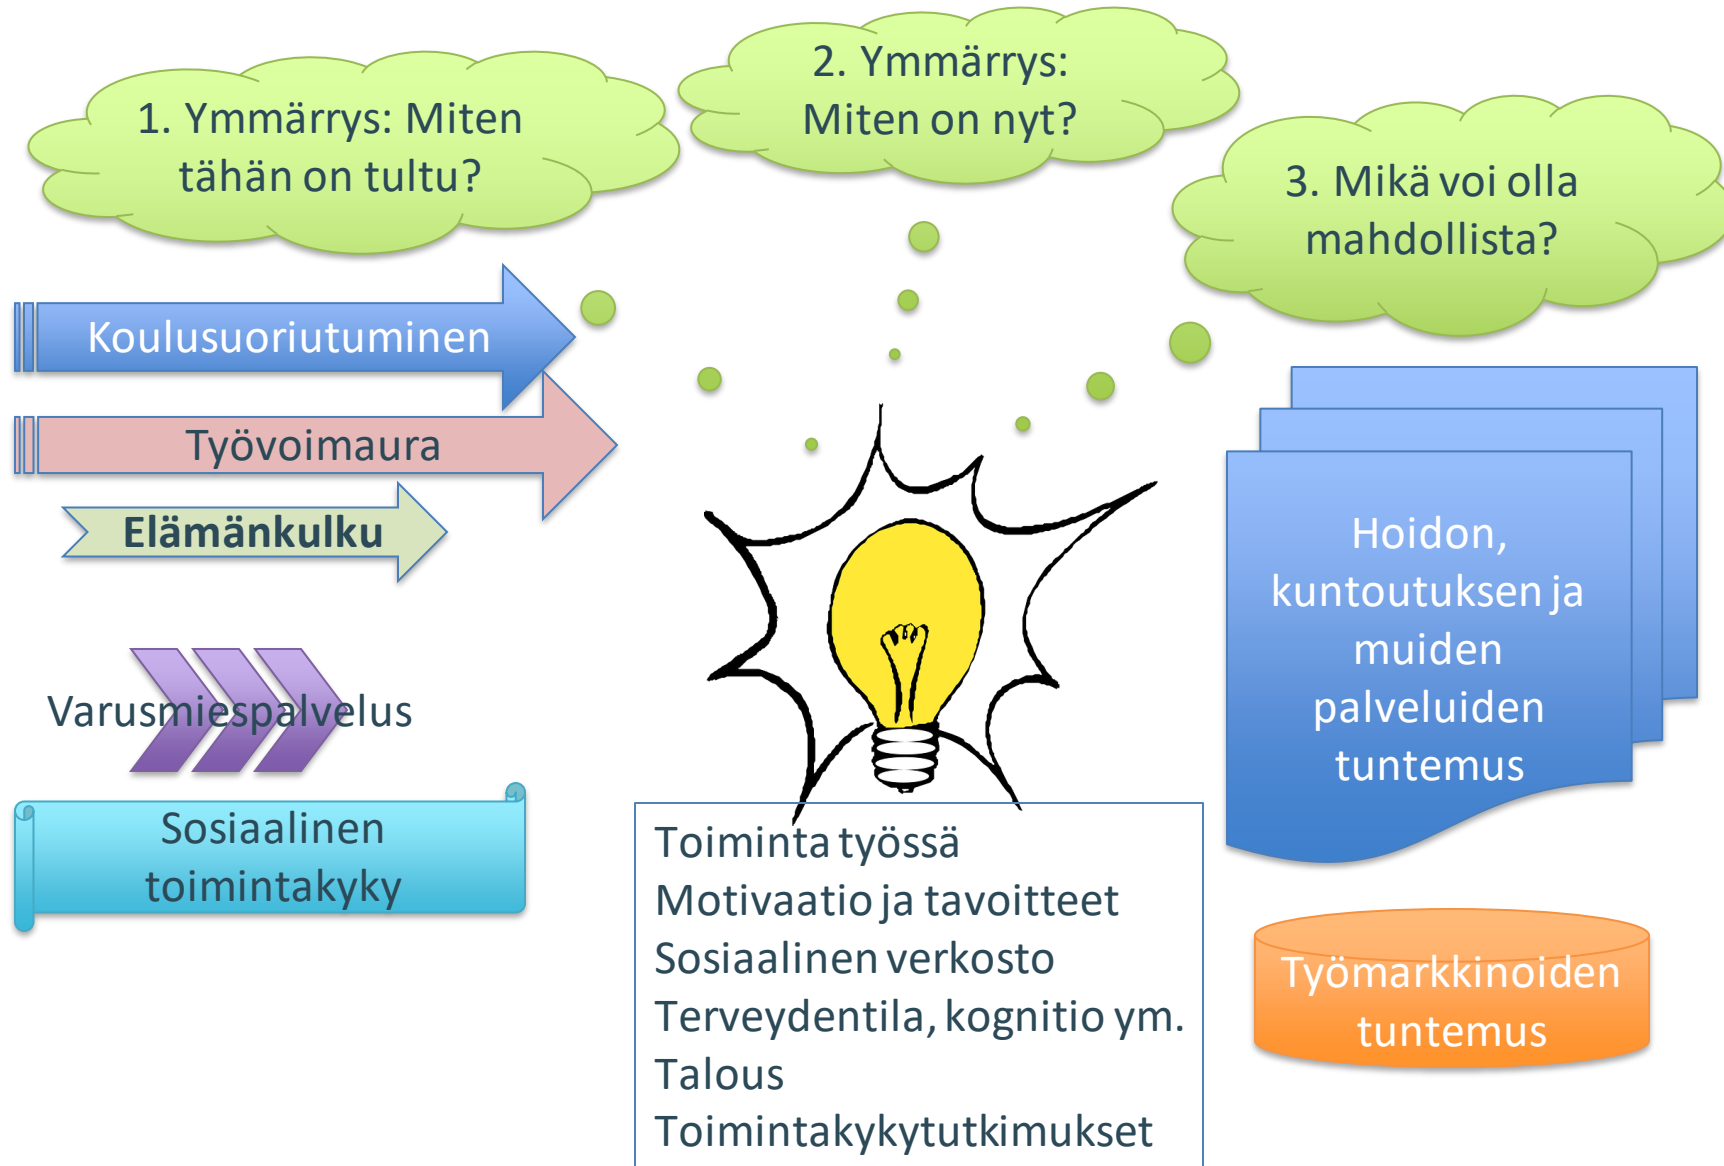 1. Ymmärrys: Miten
tähän on tultu?
2. Ymmärrys:
Miten on nyt?
3. Mikä voi olla
mahdollista?
Koulusuoriutuminen
Työvoimaura
Elämänkulku
Varusmiespalvelus
Sosiaalinen
toimintakyky
Toiminta työssä
Motivaatio ja tavoitteet
Sosiaalinen verkosto
Terveydentila, kognitio ym.
Talous
Toimintakykytutkimukset
Hoidon,
kuntoutuksen ja
muiden
palveluiden
tuntemus
Työmarkkinoiden
tuntemus